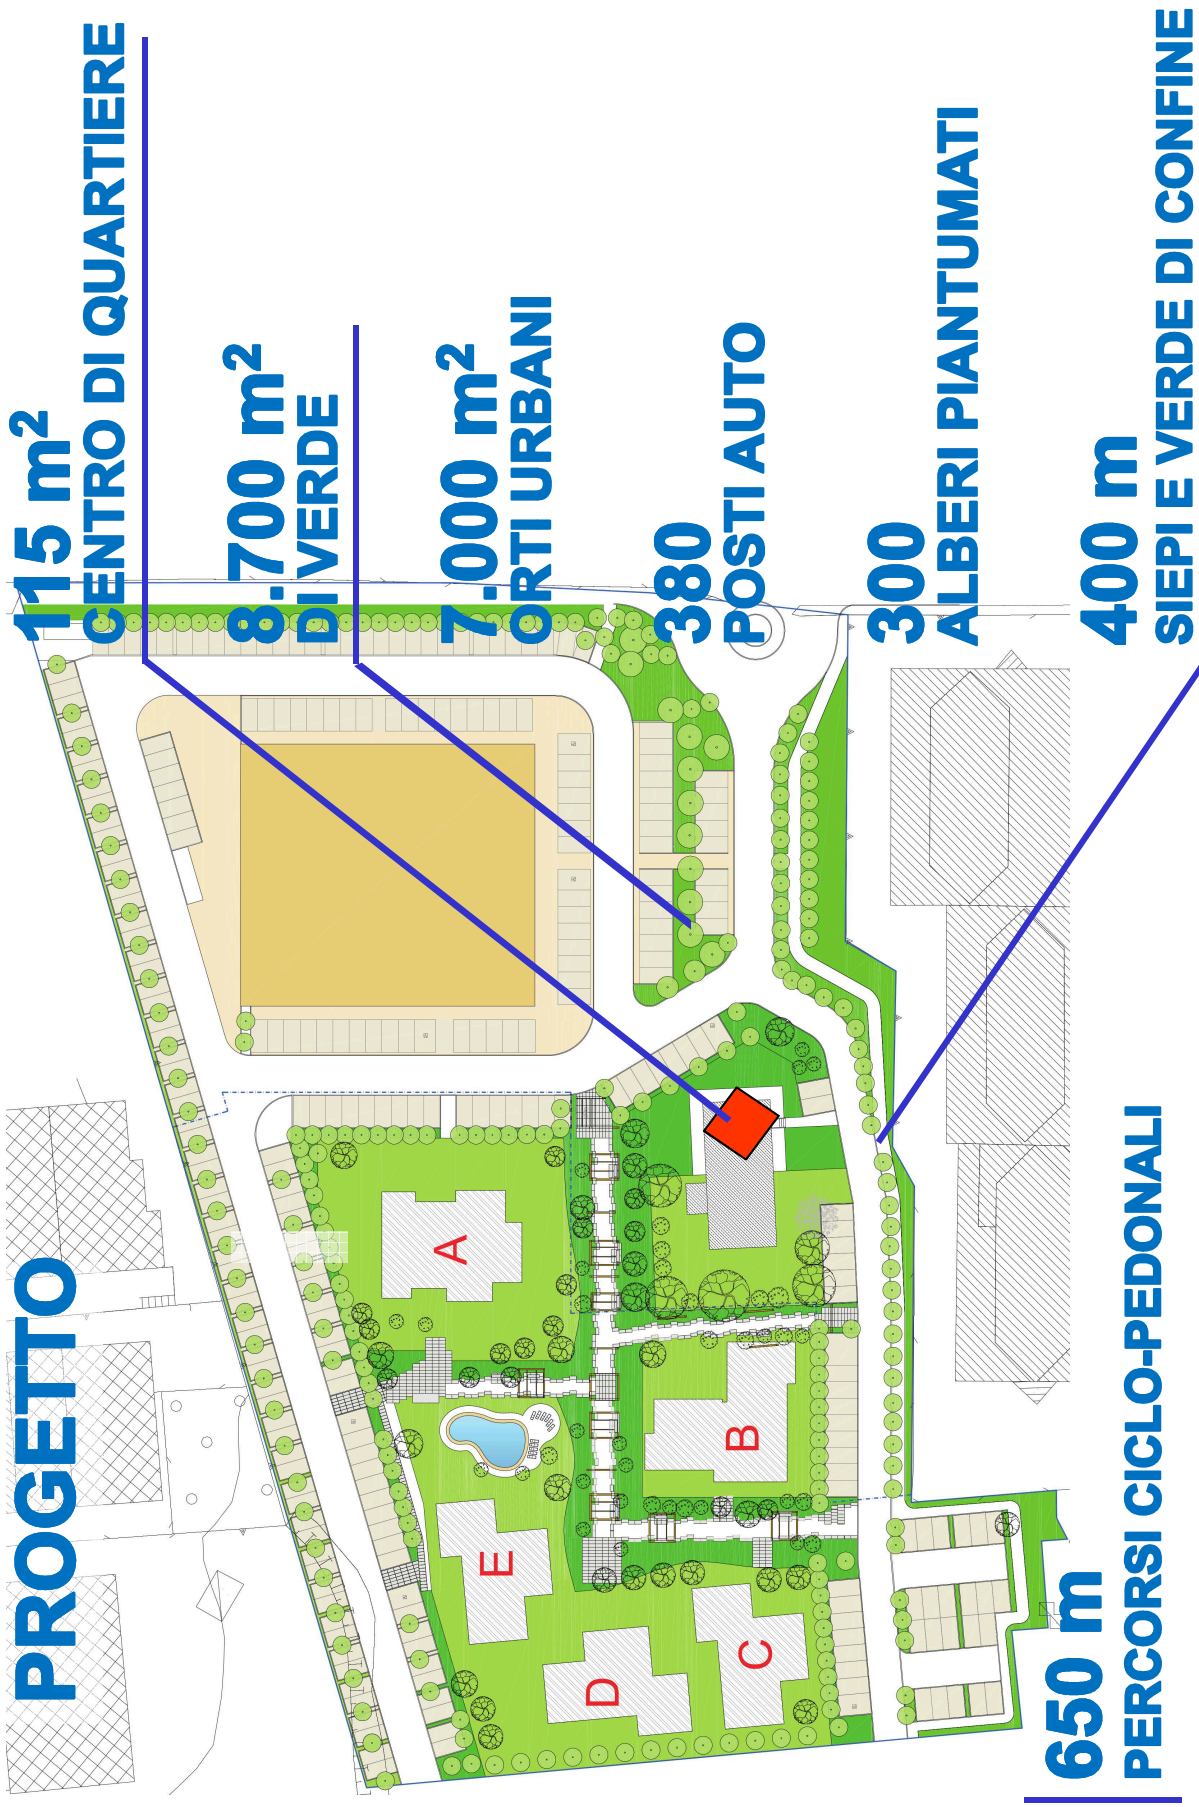 PROGETTO
115 m²
CENTRO DI QUARTIERE
8.700 m²
DI VERDE
7.000 m²
ORTI URBANI
380
POSTI AUTO
300
ALBERI PIANTUMATI
400 m
SIEPI E VERDE DI CONFINE
650 m
PERCORSI CICLO-PEDONALI
A
B
E
D
C